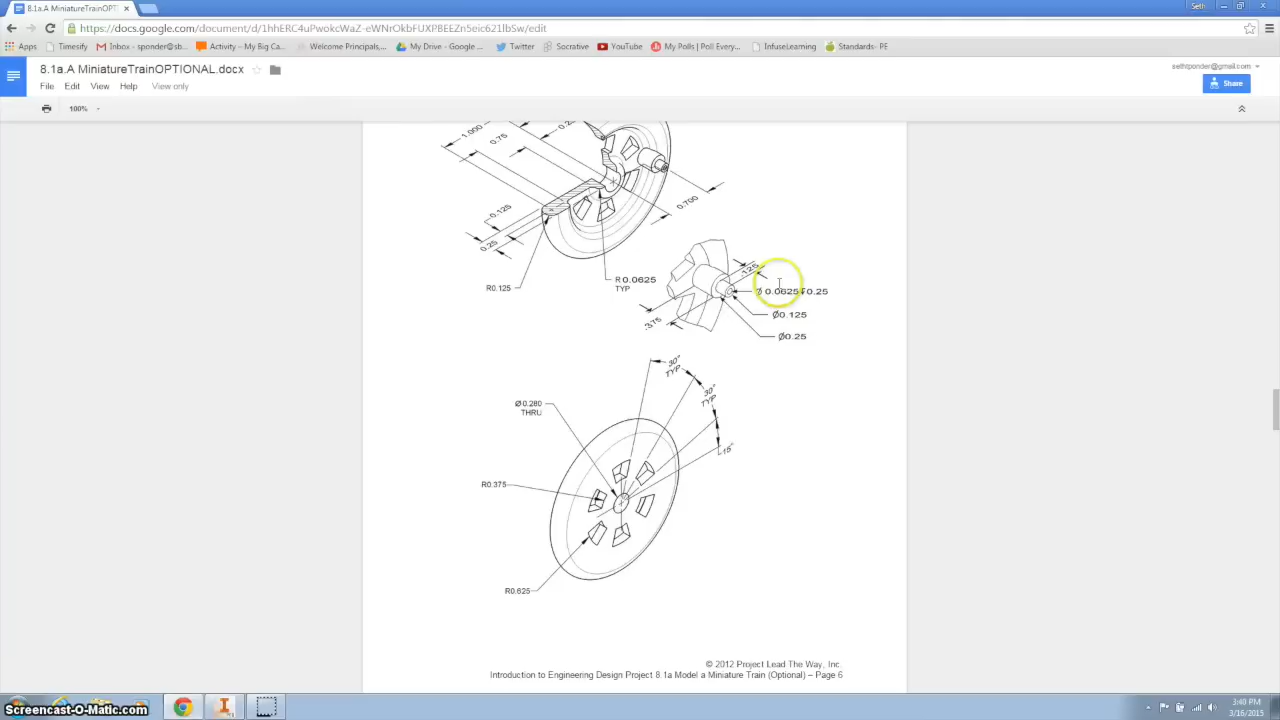 8.1a.A MiniatureTrainOPTI
Seth
https://docs.google.com/document/d/1hhERC4uPwokcWaZ-eWNrOkbFUXPBEEZn5eic621lbSw/edit
Apps Timesify Inbox - sponder@sb... Activity – My Big Ca... Welcome Principals,... My Drive - Google ... Twitter Socrative YouTube My Polls | Poll Every... InfuseLearning Standards- PE
8.1a.A MiniatureTrainOPTIONAL.docx
sethtponder@gmail.com
File Edit View Help View only
Share
100%
1.000
0.75
0.125
0.25
0.700
R0.125
R 0.0625
TYP
.125
Ø 0.0625 ↧0.25
.375
Ø0.125
Ø0.25
30°
TYP
30°
TYP
15°
Ø0.280
THRU
R0.375
R0.625
© 2012 Project Lead The Way, Inc.
Introduction to Engineering Design Project 8.1a Model a Miniature Train (Optional) – Page 6
Screencast-O-Matic.com
3:40 PM
3/16/2015